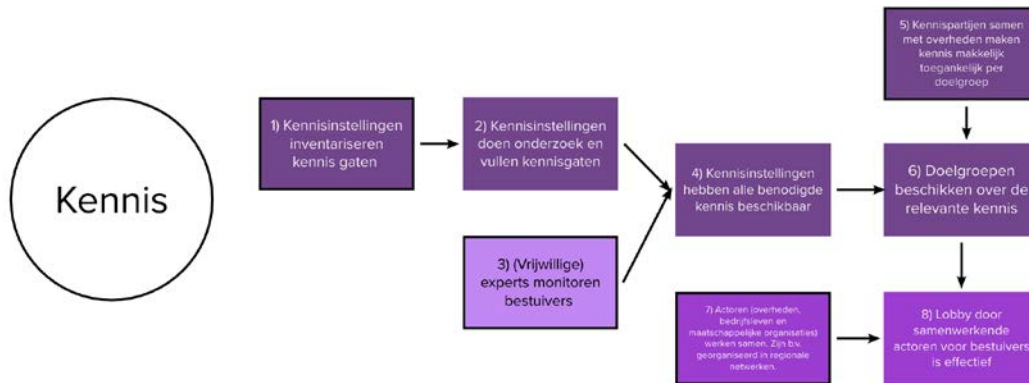 Kennis
1) Kennisinstellingen
inventariseren
kennis gaten
2) Kennisinstellingen
doen onderzoek en
vullen kennisgaten
3) (Vrijwillige)
experts monitoren
bestuivers
4) Kennisinstellingen
hebben alle benodigde
kennis beschikbaar
5) Kennispartijen samen
met overheden maken
kennis makkelijk
toegankelijk per
doelgroep
6) Doelgroepen
beschikken over de
relevante kennis
7) Actoren (overheden,
bedrijfsleven en
maatschappelijke organisaties)
werken samen. Zijn b.v.
georganiseerd in regionale
netwerken.
8) Lobby door
samenwerkende
actoren voor bestuivers
is effectief